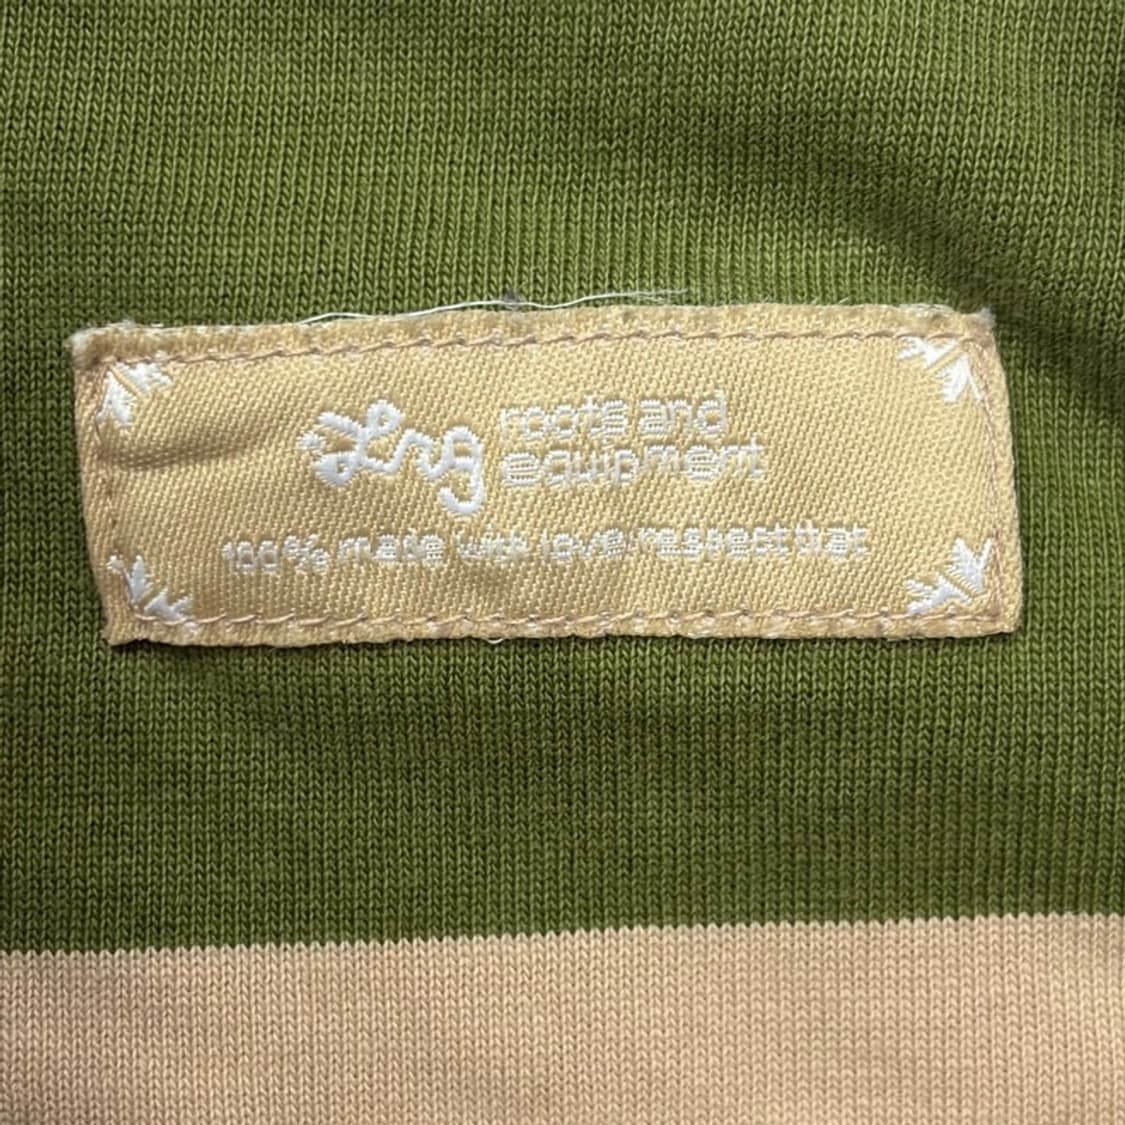 Lrg roots and
equipment
100% made with love respect that